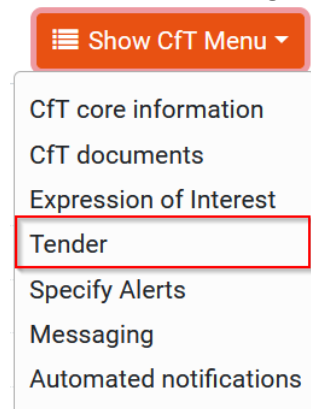 Show CfT Menu
CfT core information
CfT documents
Expression of Interest
Tender
Specify Alerts
Messaging
Automated notifications